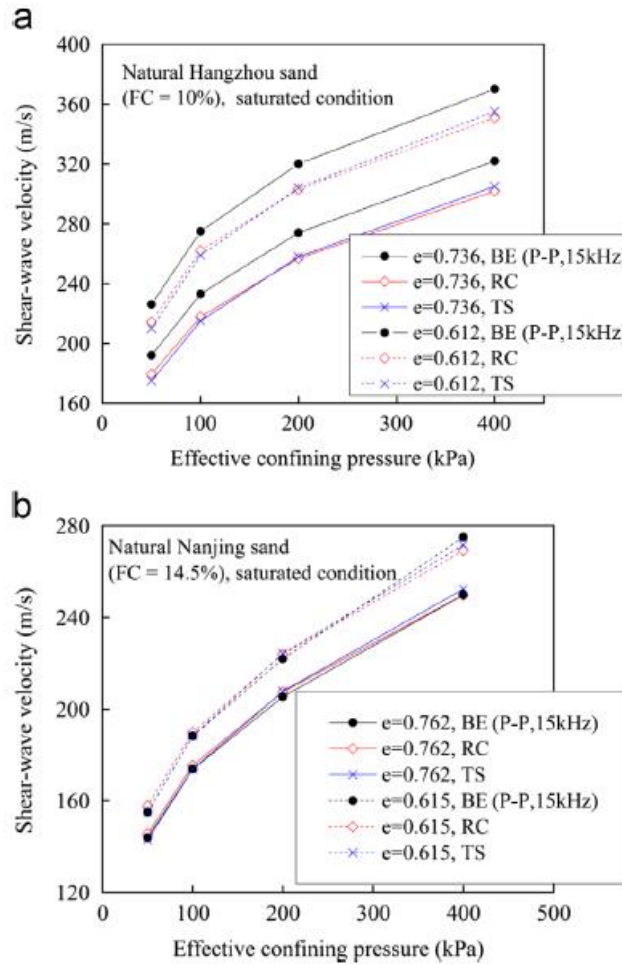 a
Shear-wave velocity (m/s)
400
360
320
280
240
200
160
Natural Hangzhou sand
(FC = 10%), saturated condition
e=0.736, BE (P-P,15kHz)
e=0.736, RC
e=0.736, TS
e=0.612, BE (P-P,15kHz)
e=0.612, RC
e=0.612, TS
0 100 200 300 400
Effective confining pressure (kPa)
b
Shear-wave velocity (m/s)
280
240
200
160
120
Natural Nanjing sand
(FC = 14.5%), saturated condition
e=0.762, BE (P-P,15kHz)
e=0.762, RC
e=0.762, TS
e=0.615, BE (P-P,15kHz)
e=0.615, RC
e=0.615, TS
0 100 200 300 400 500
Effective confining pressure (kPa)